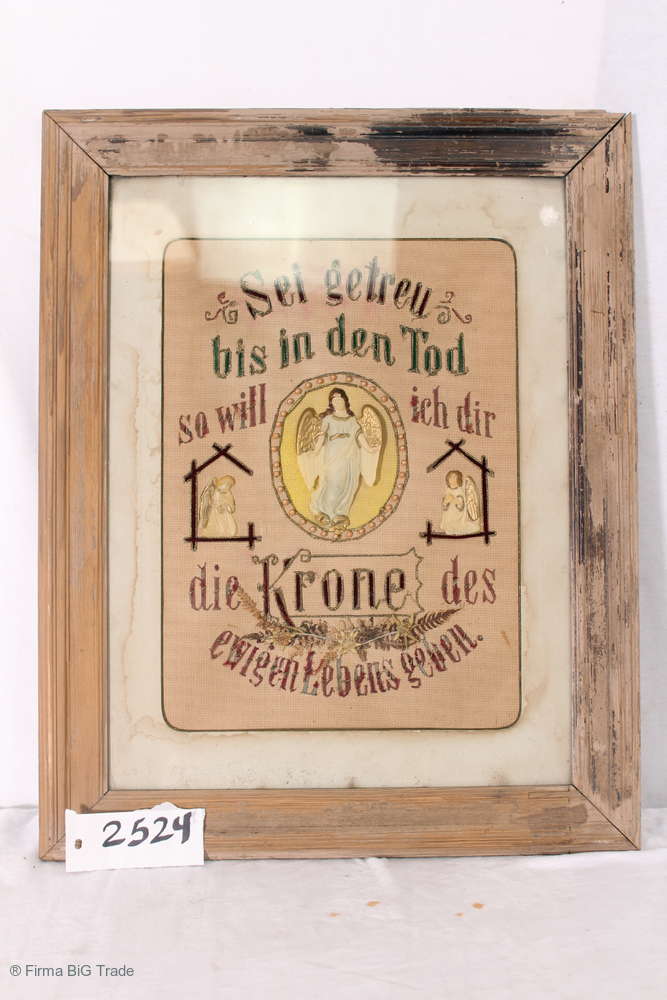 Sei getreu
bis in den Tod
so will ich dir
die Krone des
ewigen Lebens geben.
2524
® Firma BiG Trade